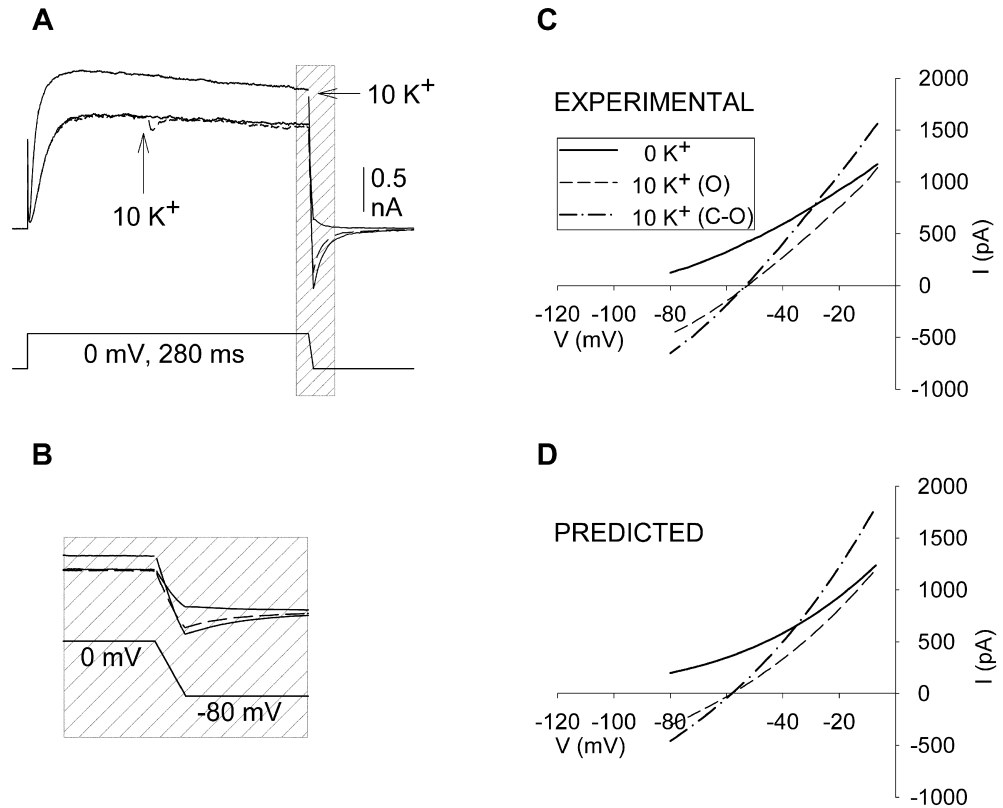 A
10 K+
0.5
nA
10 K+
0 mV, 280 ms
B
0 mV
-80 mV
C
EXPERIMENTAL
0 K+
10 K+ (O)
10 K+ (C-O)
2000
1500
1000
500
0
-500
-1000
I (pA)
-120 -100 -80 -60 -40 -20
V (mV)
D
PREDICTED
2000
1500
1000
500
0
-500
-1000
I (pA)
-120 -100 -80 -60 -40 -20
V (mV)